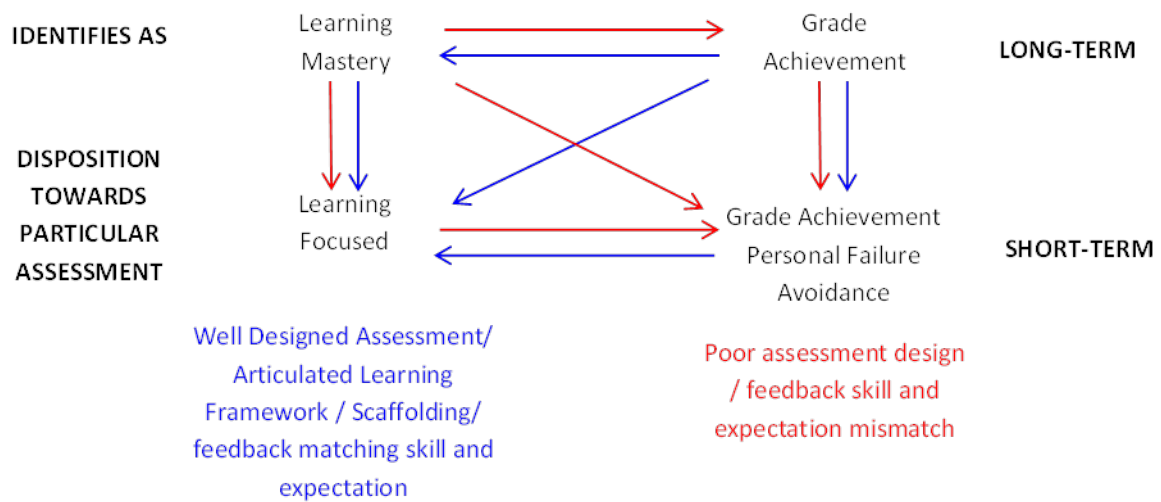 IDENTIFIES AS
Learning
Mastery
Grade
Achievement
LONG-TERM
DISPOSITION
TOWARDS
PARTICULAR
ASSESSMENT
Learning
Focused
Grade Achievement
Personal Failure
Avoidance
SHORT-TERM
Well Designed Assessment/
Articulated Learning
Framework / Scaffolding/
feedback matching skill and
expectation
Poor assessment design
/ feedback skill and
expectation mismatch